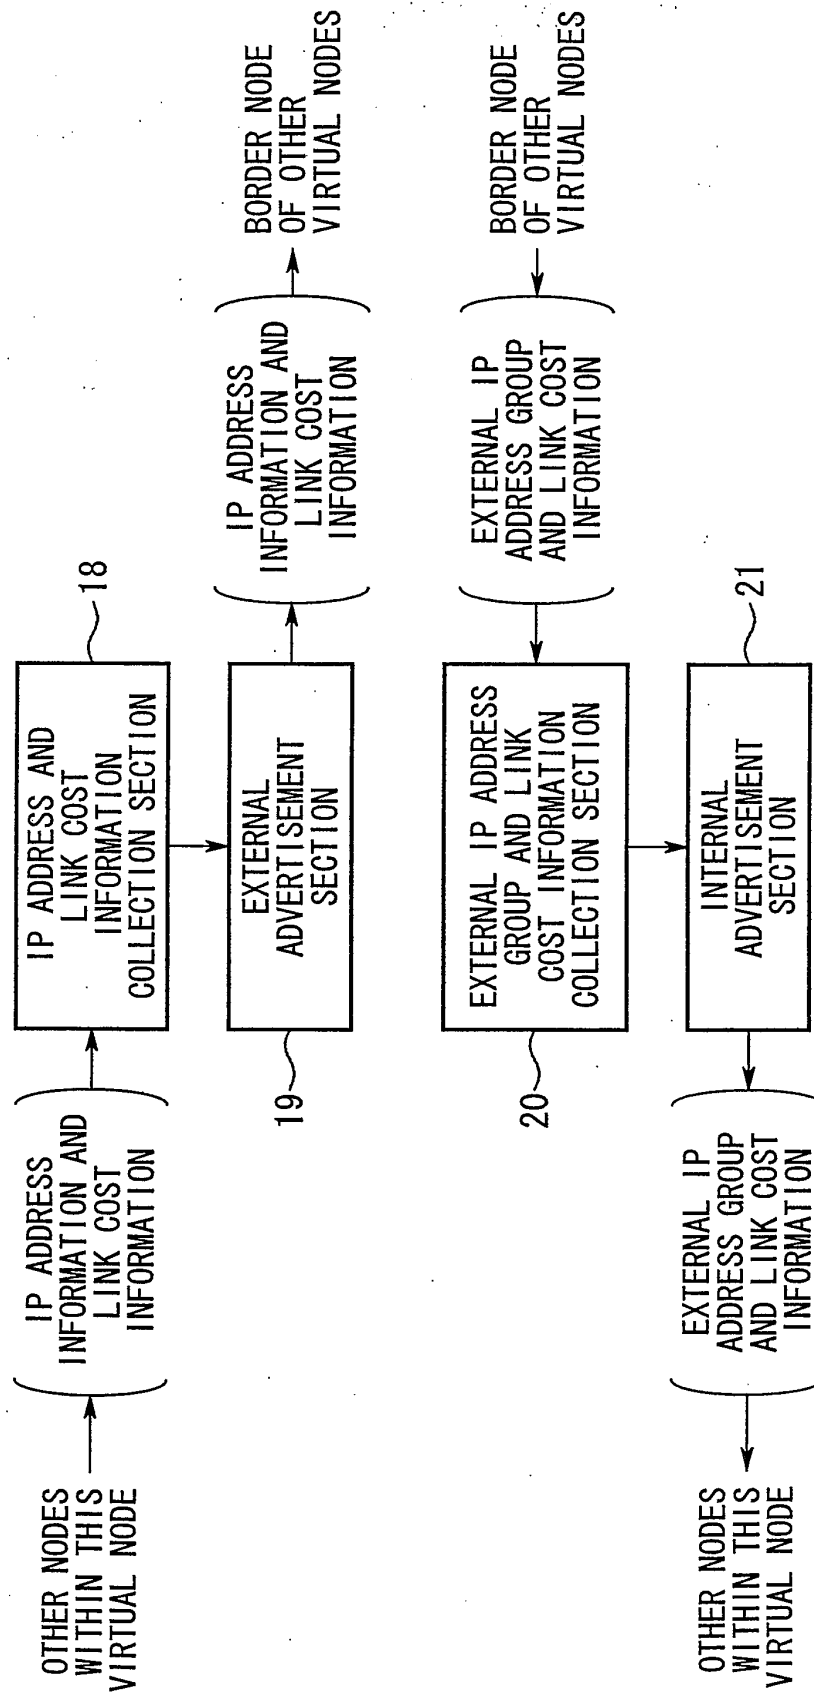 OTHER NODES
WITHIN THIS
VIRTUAL NODE
IP ADDRESS
INFORMATION AND
LINK COST
INFORMATION
IP ADDRESS AND
LINK COST
INFORMATION
COLLECTION SECTION
18
EXTERNAL
ADVERTISEMENT
SECTION
19
IP ADDRESS
INFORMATION AND
LINK COST
INFORMATION
BORDER NODE
OF OTHER
VIRTUAL NODES
BORDER NODE
OF OTHER
VIRTUAL NODES
EXTERNAL IP
ADDRESS GROUP
AND LINK COST
INFORMATION
EXTERNAL IP ADDRESS
GROUP AND LINK
COST INFORMATION
COLLECTION SECTION
20
INTERNAL
ADVERTISEMENT
SECTION
21
EXTERNAL IP
ADDRESS GROUP
AND LINK COST
INFORMATION
OTHER NODES
WITHIN THIS
VIRTUAL NODE